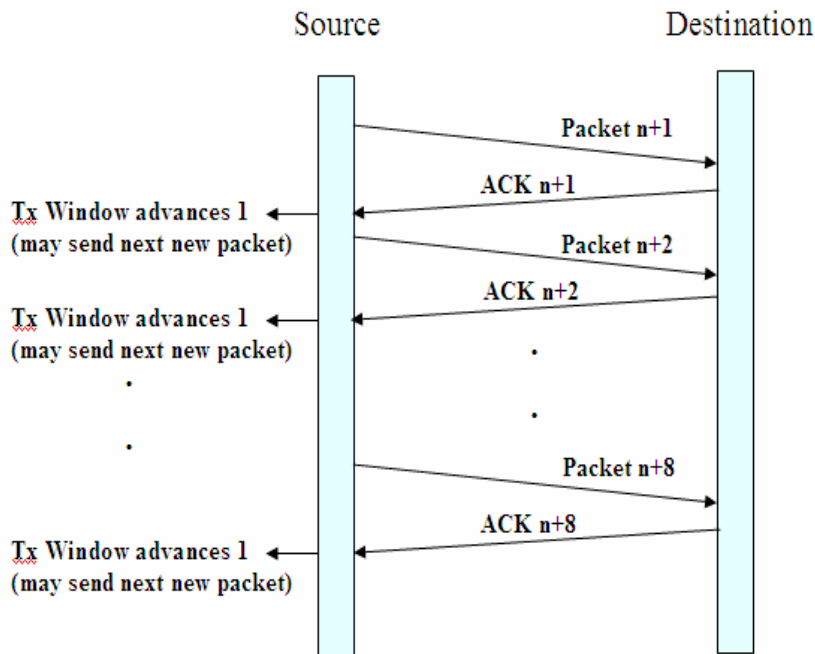 Source
Destination
Packet n+1
ACK n+1
Tx Window advances 1
(may send next new packet)
Packet n+2
ACK n+2
Tx Window advances 1
(may send next new packet)
Packet n+8
ACK n+8
Tx Window advances 1
(may send next new packet)